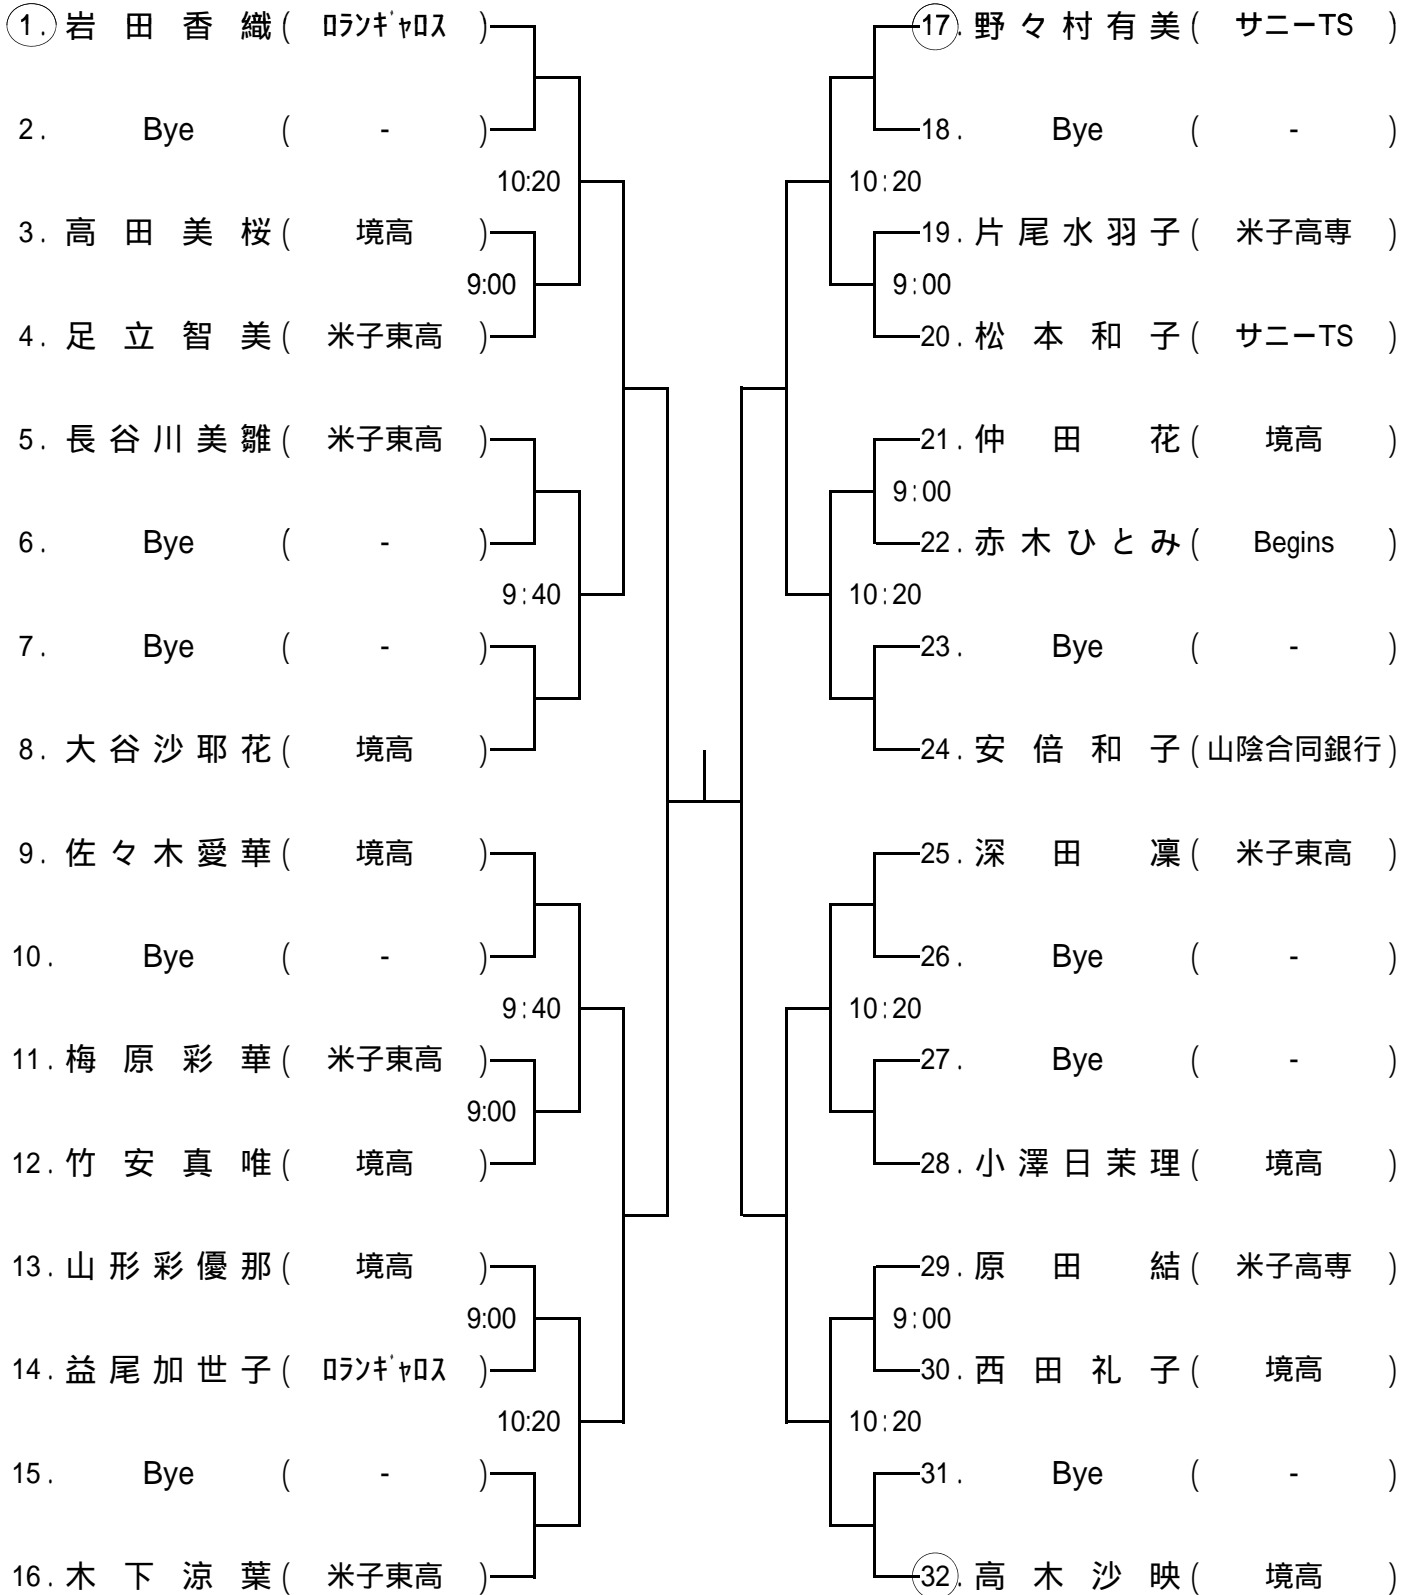 1. 岩田香織 ( ﾛﾗﾝｷﾞｬﾛｽ )
2. Bye ( - )
10:20
3. 高田美桜 ( 境高 )
9:00
4. 足立智美 ( 米子東高 )
5. 長谷川美雛 ( 米子東高 )
6. Bye ( - )
9:40
7. Bye ( - )
8. 大谷沙耶花 ( 境高 )
9. 佐々木愛華 ( 境高 )
10. Bye ( - )
9:40
11. 梅原彩華 ( 米子東高 )
9:00
12. 竹安真唯 ( 境高 )
13. 山形彩優那 ( 境高 )
9:00
14. 益尾加世子 ( ﾛﾗﾝｷﾞｬﾛｽ )
10:20
15. Bye ( - )
16. 木下涼葉 ( 米子東高 )
17. 野々村有美 ( サニーTS )
18. Bye ( - )
10:20
19. 片尾水羽子 ( 米子高専 )
9:00
20. 松本和子 ( サニーTS )
21. 仲田花 ( 境高 )
9:00
22. 赤木ひとみ ( Begins )
10:20
23. Bye ( - )
24. 安倍和子 ( 山陰合同銀行 )
25. 深田凜 ( 米子東高 )
26. Bye ( - )
10:20
27. Bye ( - )
28. 小澤日茉理 ( 境高 )
29. 原田結 ( 米子高専 )
9:00
30. 西田礼子 ( 境高 )
10:20
31. Bye ( - )
32. 高木沙映 ( 境高 )